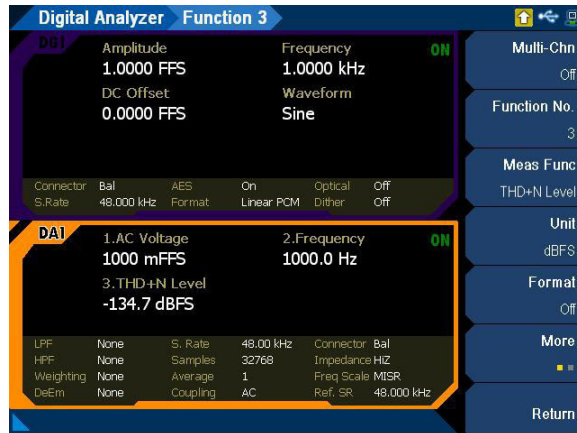 Digital Analyzer Function 3
DG1
Amplitude Frequency ON
1.0000 FFS 1.0000 kHz
DC Offset Waveform
0.0000 FFS Sine
Connector Bal AES On Optical Off
S.Rate 48.000 kHz Format Linear PCM Dither Off
DA1
1.AC Voltage 2.Frequency ON
1000 mFFS 1000.0 Hz
3.THD+N Level
-134.7 dBFS
LPF None S. Rate 48.00 kHz Connector Bal
HPF None Samples 32768 Impedance HiZ
Weighting None Average 1 Freq Scale MISR
DeEm None Coupling AC Ref. SR 48.000 kHz
Multi-Chn
Off
Function No.
3
Meas Func
THD+N Level
Unit
dBFS
Format
Off
More
Return